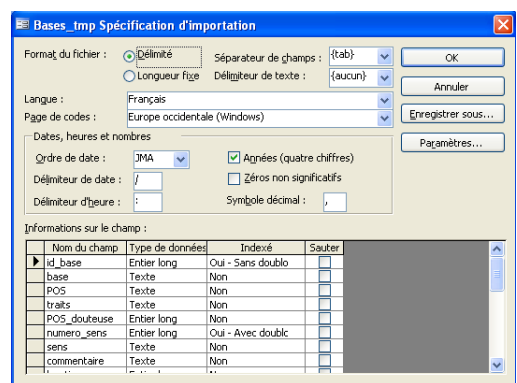 Bases_tmp Spécification d'importation
Format du fichier : Délimité Séparateur de champs : {tab} OK
Longueur fixe Délimiteur de texte : {aucun} Annuler
Langue : Français
Page de codes : Europe occidentale (Windows) Enregistrer sous...
Dates, heures et nombres Paramètres...
Ordre de date : JMA Années (quatre chiffres)
Délimiteur de date : / Zéros non significatifs
Délimiteur d'heure : : Symbole décimal : ,
Informations sur le champ :
Nom du champ Type de données Indexé Sauter
id_base Entier long Oui - Sans doublo
base Texte Non
POS Texte Non
traits Texte Non
POS_douteuse Entier long Non
numero_sens Entier long Oui - Avec doublc
sens Texte Non
commentaire Texte Non